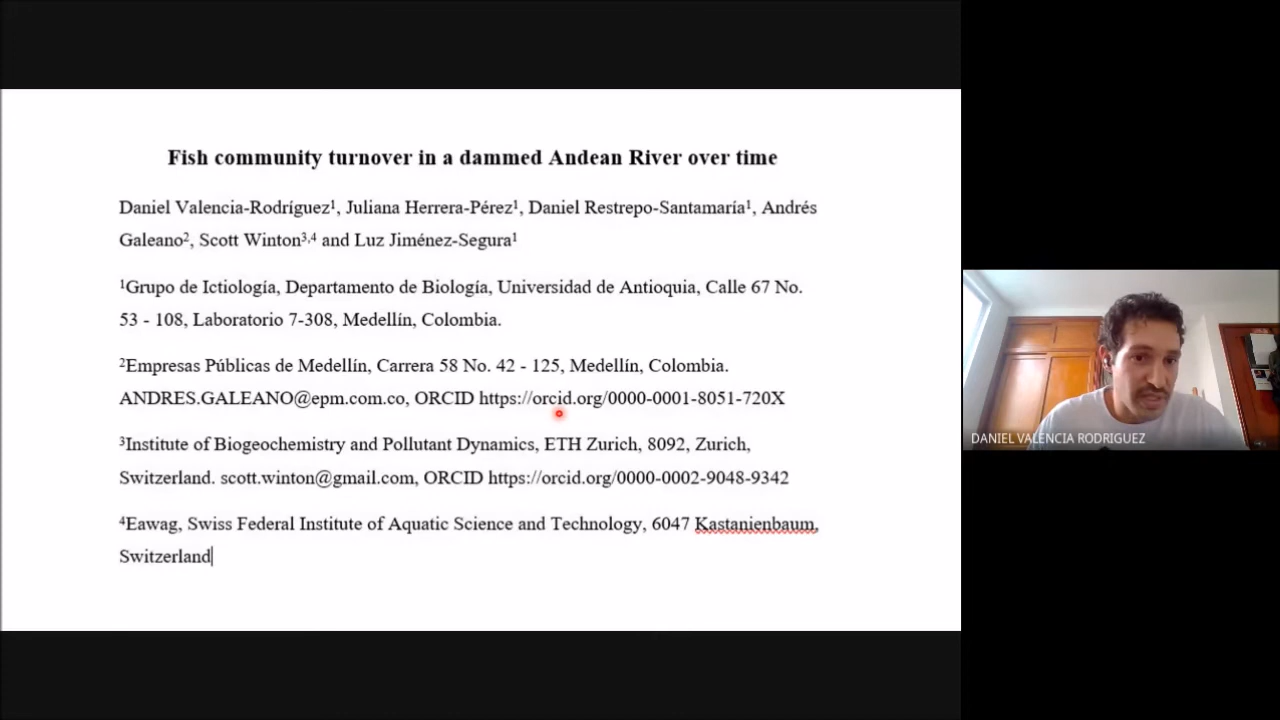 Fish community turnover in a dammed Andean River over time
Daniel Valencia-Rodríguez¹, Juliana Herrera-Pérez¹, Daniel Restrepo-Santamaría¹, Andrés
Galeano², Scott Winton³,⁴ and Luz Jiménez-Segura¹
¹Grupo de Ictiología, Departamento de Biología, Universidad de Antioquia, Calle 67 No.
53 - 108, Laboratorio 7-308, Medellín, Colombia.
²Empresas Públicas de Medellín, Carrera 58 No. 42 - 125, Medellín, Colombia.
ANDRES.GALEANO@epm.com.co, ORCID https://orcid.org/0000-0001-8051-720X
³Institute of Biogeochemistry and Pollutant Dynamics, ETH Zurich, 8092, Zurich,
Switzerland. scott.winton@gmail.com, ORCID https://orcid.org/0000-0002-9048-9342
⁴Eawag, Swiss Federal Institute of Aquatic Science and Technology, 6047 Kastanienbaum,
Switzerland
DANIEL VALENCIA RODRIGUEZ